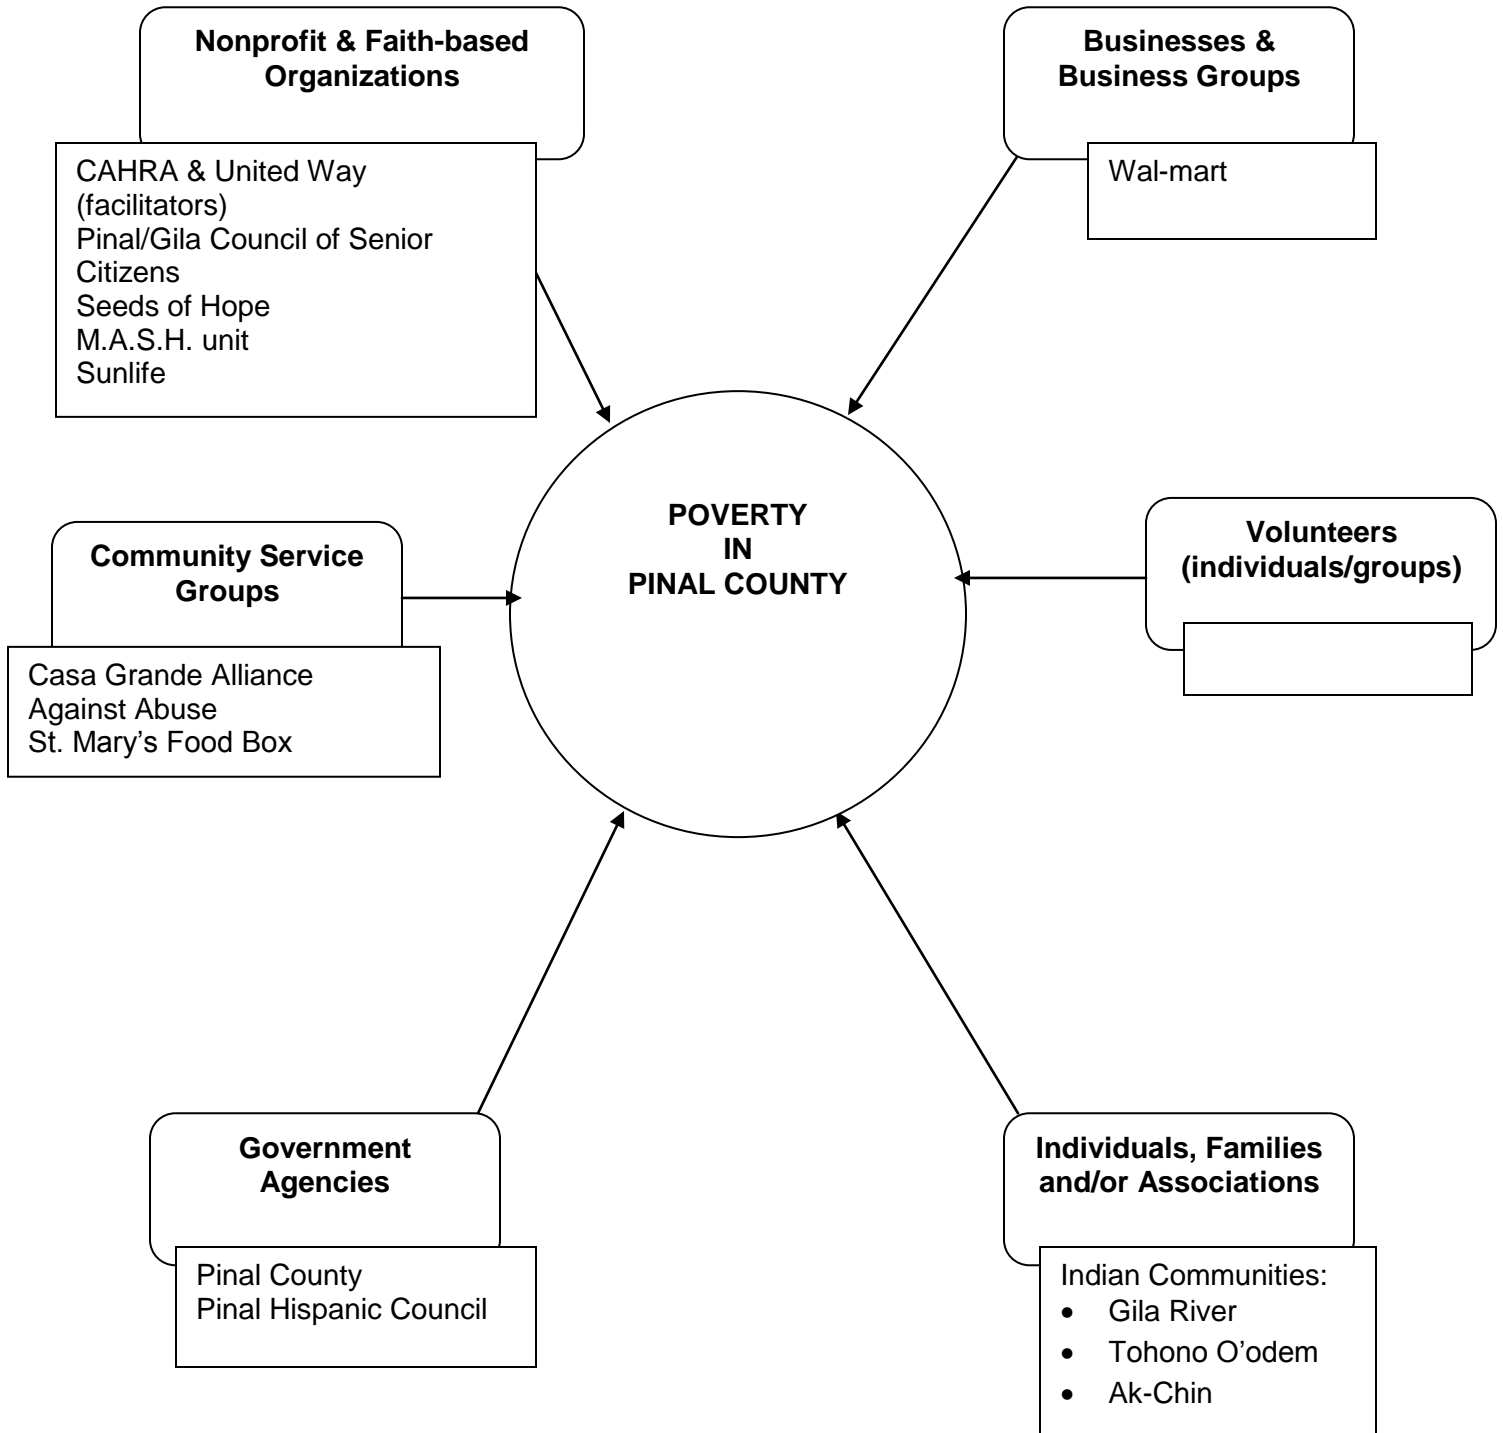 Nonprofit & Faith-based
Organizations
CAHRA & United Way
(facilitators)
Pinal/Gila Council of Senior
Citizens
Seeds of Hope
M.A.S.H. unit
Sunlife
Businesses &
Business Groups
Wal-mart
POVERTY
IN
PINAL COUNTY
Community Service
Groups
Casa Grande Alliance
Against Abuse
St. Mary’s Food Box
Volunteers
(individuals/groups)
Government
Agencies
Pinal County
Pinal Hispanic Council
Individuals, Families
and/or Associations
Indian Communities:
• Gila River
• Tohono O’odem
• Ak-Chin